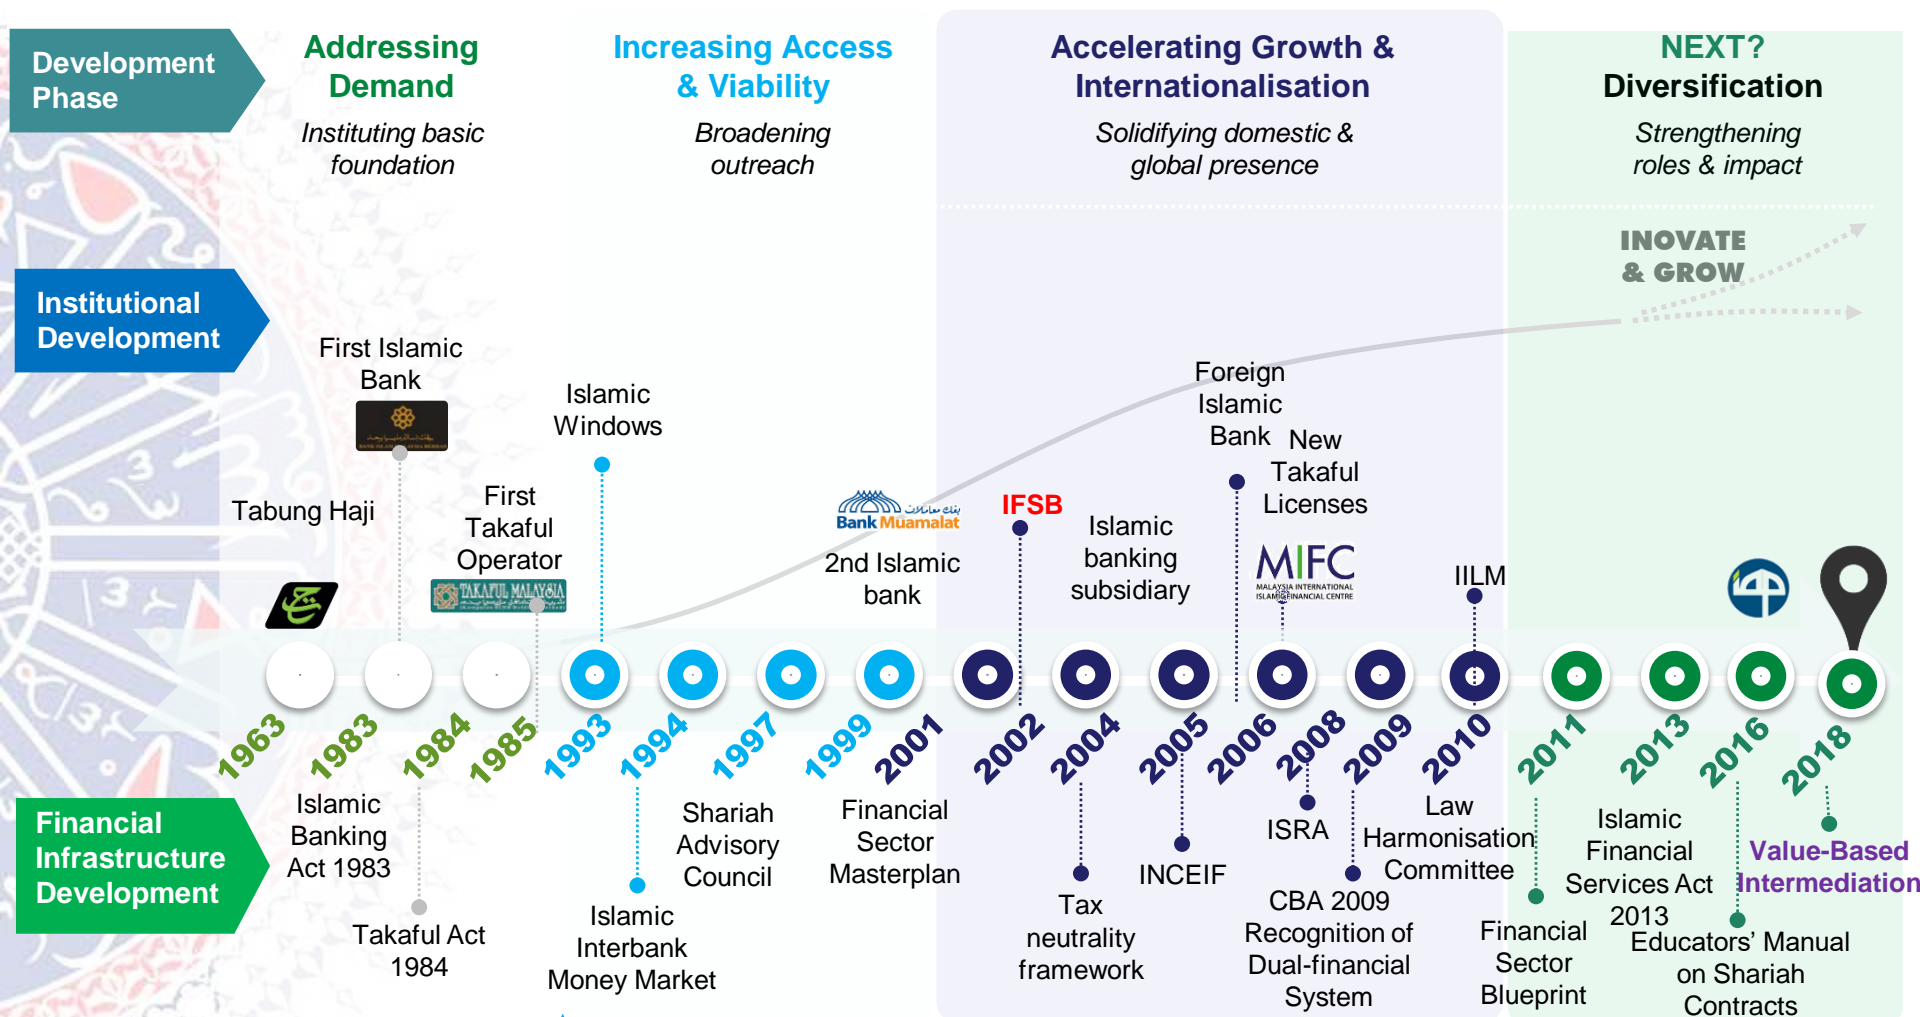 Development
Phase
Addressing
Demand
Instituting basic
foundation
Increasing Access
& Viability
Broadening
outreach
Accelerating Growth &
Internationalisation
Solidifying domestic &
global presence
NEXT?
Diversification
Strengthening
roles & impact
INOVATE
& GROW
Institutional
Development
Tabung Haji
First Islamic
Bank
BANK ISLAM MALAYSIA BERHAD
First
Takaful
Operator
TAKAFUL MALAYSIA
Islamic
Windows
Bank Muamalat
2nd Islamic
bank
IFSB
Islamic
banking
subsidiary
Foreign
Islamic
Bank
New
Takaful
Licenses
MIFC
MALAYSIA INTERNATIONAL
ISLAMIC FINANCIAL CENTRE
IILM
1963
1983
1984
1985
1993
1994
1997
1999
2001
2002
2004
2005
2006
2008
2009
2010
2011
2013
2016
2018
Financial
Infrastructure
Development
Islamic
Banking
Act 1983
Takaful Act
1984
Islamic
Interbank
Money Market
Shariah
Advisory
Council
Financial
Sector
Masterplan
Tax
neutrality
framework
INCEIF
ISRA
CBA 2009
Recognition of
Dual-financial
System
Law
Harmonisation
Committee
Financial
Sector
Blueprint
Islamic
Financial
Services Act
2013
Educators' Manual
on Shariah
Contracts
Value-Based
Intermediation